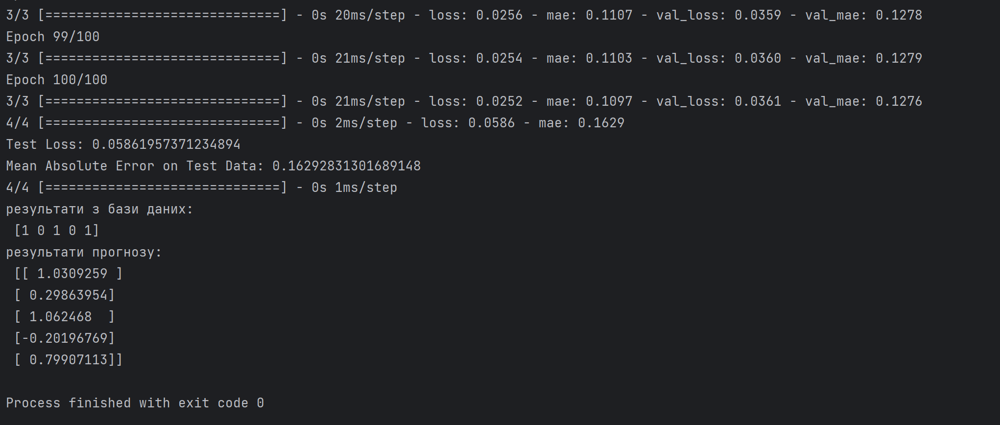 3/3 [==============================] - 0s 20ms/step - loss: 0.0256 - mae: 0.1107 - val_loss: 0.0359 - val_mae: 0.1278
Epoch 99/100
3/3 [==============================] - 0s 21ms/step - loss: 0.0254 - mae: 0.1103 - val_loss: 0.0360 - val_mae: 0.1279
Epoch 100/100
3/3 [==============================] - 0s 21ms/step - loss: 0.0252 - mae: 0.1097 - val_loss: 0.0361 - val_mae: 0.1276
4/4 [==============================] - 0s 2ms/step - loss: 0.0586 - mae: 0.1629
Test Loss: 0.05861957371234894
Mean Absolute Error on Test Data: 0.16292831301689148
4/4 [==============================] - 0s 1ms/step
результати з бази даних:
 [1 0 1 0 1]
результати прогнозу:
 [[ 1.0309259 ]
 [ 0.29863954]
 [ 1.062468  ]
 [-0.20196769]
 [ 0.79907113]]
Process finished with exit code 0